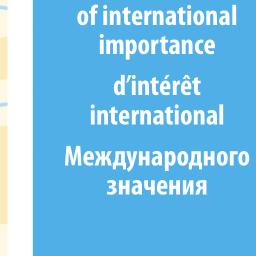 of international
importance
d'intérêt
international
Международного
значения